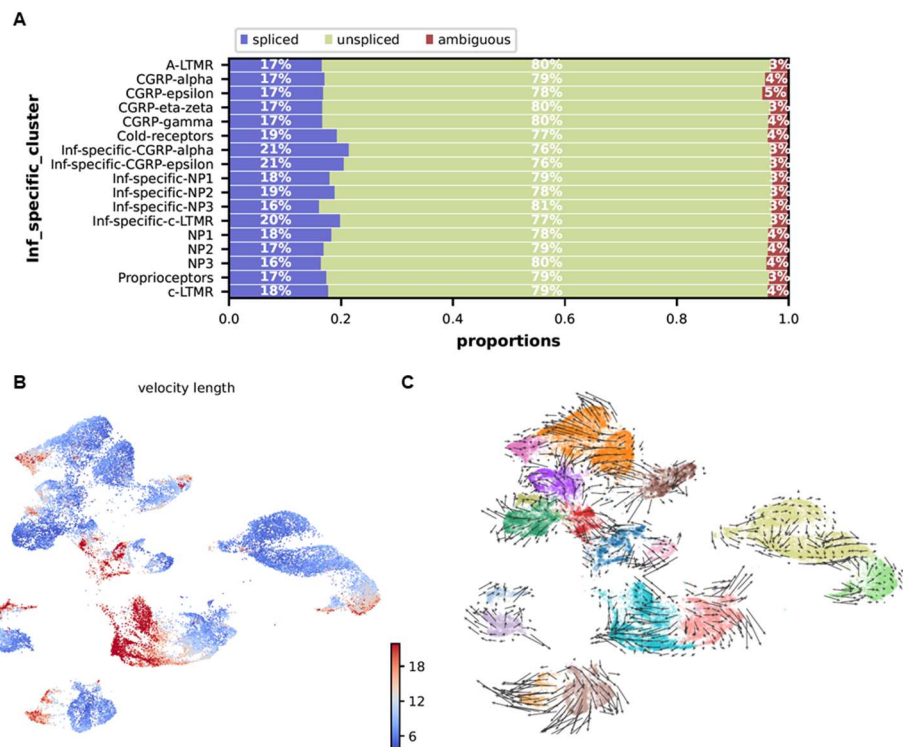 A
spliced unspliced ambiguous
Inf_specific_cluster
A-LTMR 17% 80% 3%
CGRP-alpha 17% 79% 4%
CGRP-epsilon 17% 78% 5%
CGRP-eta-zeta 17% 80% 3%
CGRP-gamma 17% 80% 4%
Cold-receptors 19% 77% 4%
Inf-specific-CGRP-alpha 21% 76% 3%
Inf-specific-CGRP-epsilon 21% 76% 3%
Inf-specific-NP1 18% 79% 3%
Inf-specific-NP2 19% 78% 3%
Inf-specific-NP3 16% 81% 3%
Inf-specific-c-LTMR 20% 77% 3%
NP1 18% 78% 4%
NP2 17% 79% 4%
NP3 16% 80% 4%
Proprioceptors 17% 79% 3%
c-LTMR 18% 79% 4%
0.0 0.2 0.4 0.6 0.8 1.0
proportions
B
velocity length
18
12
6
C